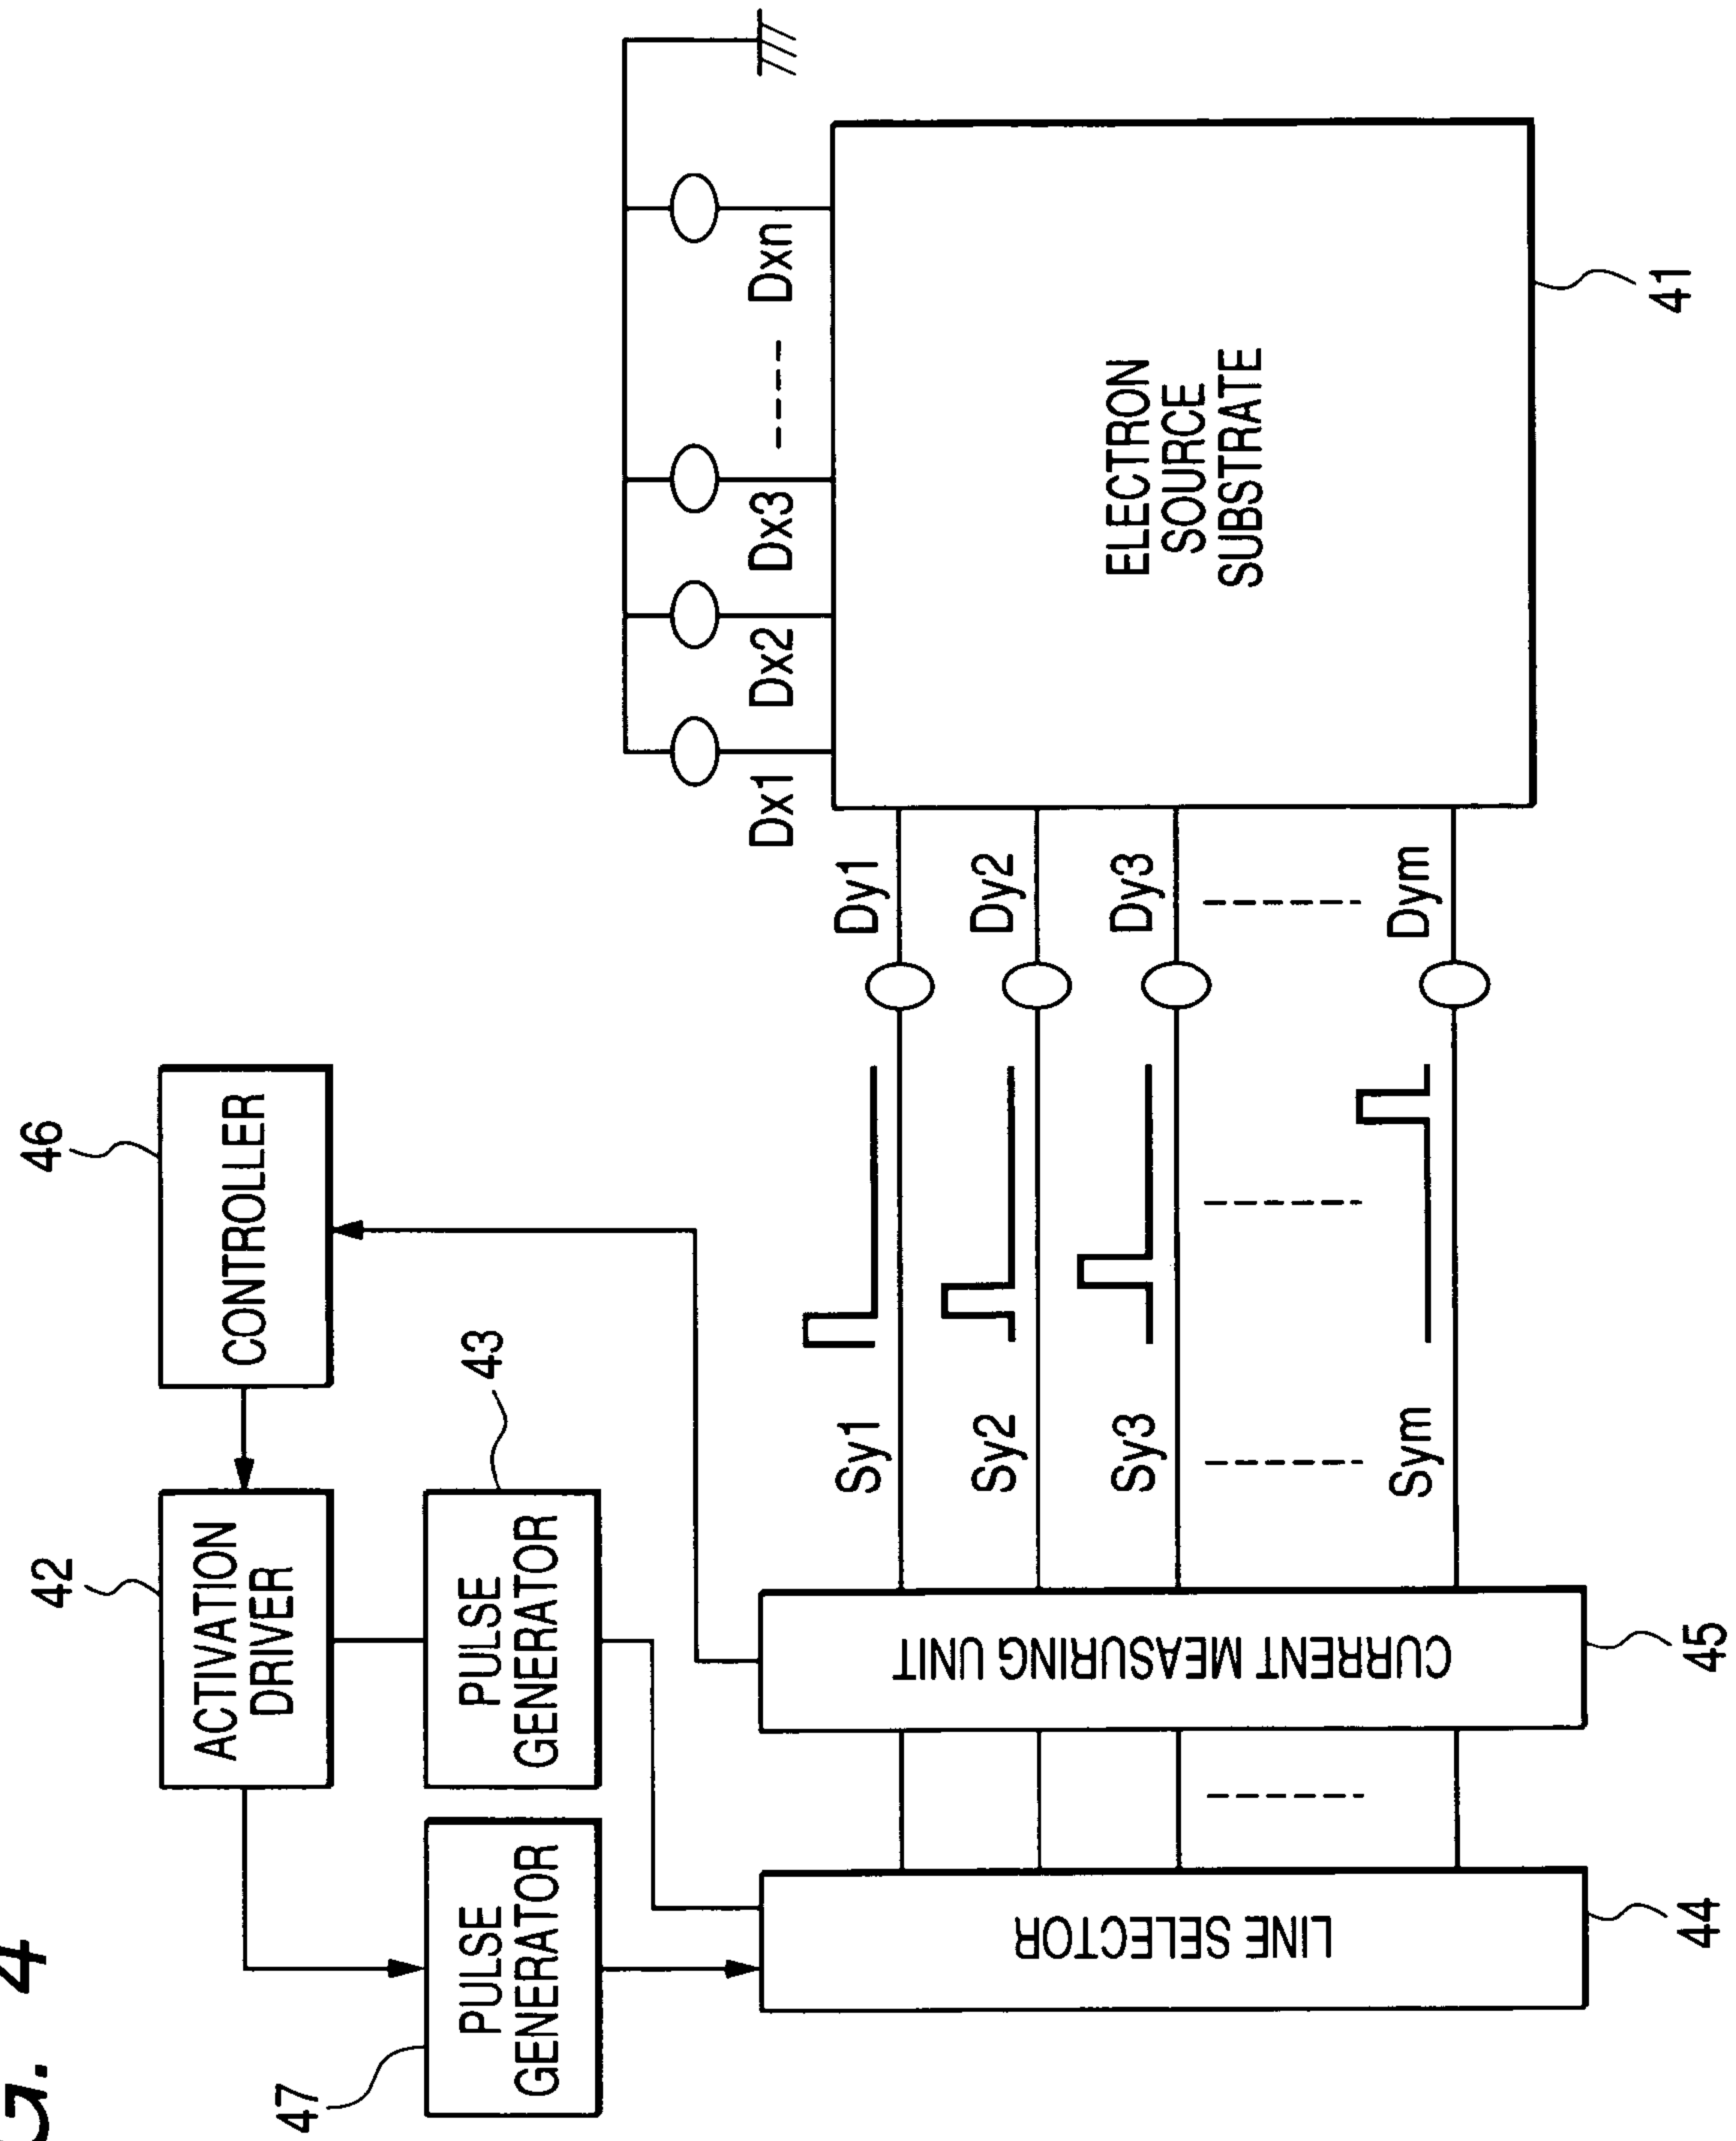 G. 4
46
CONTROLLER
42
ACTIVATION
DRIVER
43
PULSE
GENERATOR
47
PULSE
GENERATOR
LINE SELECTOR
44
CURRENT MEASURING UNIT
45
Sy1
Sy2
Sy3
Sym
Dy1
Dy2
Dy3
Dym
Dx1
Dx2
Dx3
Dxn
ELECTRON
SOURCE
SUBSTRATE
41